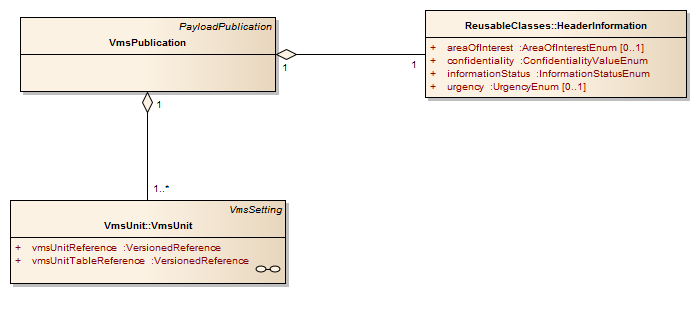 PayloadPublication
VmsPublication
1
1
1
1..*
ReusableClasses::HeaderInformation
+ areaOfInterest :AreaOfInterestEnum [0..1]
+ confidentiality :ConfidentialityValueEnum
+ informationStatus :InformationStatusEnum
+ urgency :UrgencyEnum [0..1]
VmsSetting
VmsUnit::VmsUnit
+ vmsUnitReference :VersionedReference
+ vmsUnitTableReference :VersionedReference